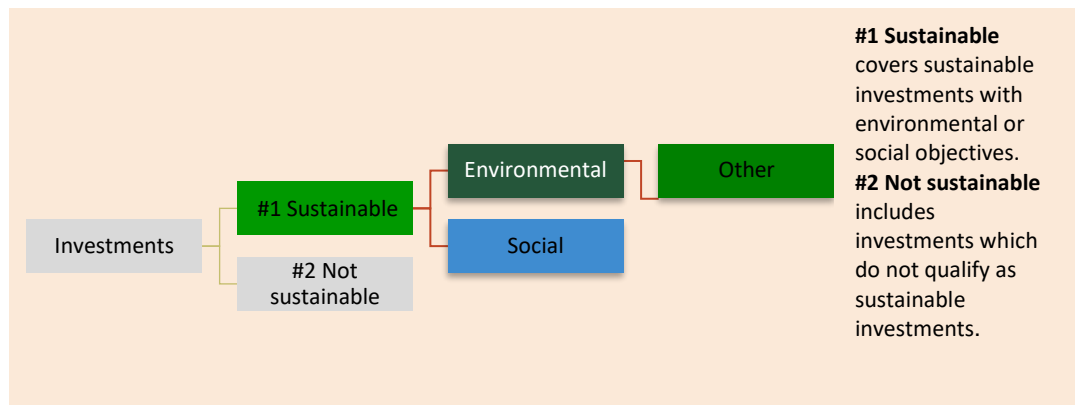 Investments
#1 Sustainable
#2 Not
sustainable
Environmental
Social
Other
#1 Sustainable
covers sustainable
investments with
environmental or
social objectives.
#2 Not sustainable
includes
investments which
do not qualify as
sustainable
investments.